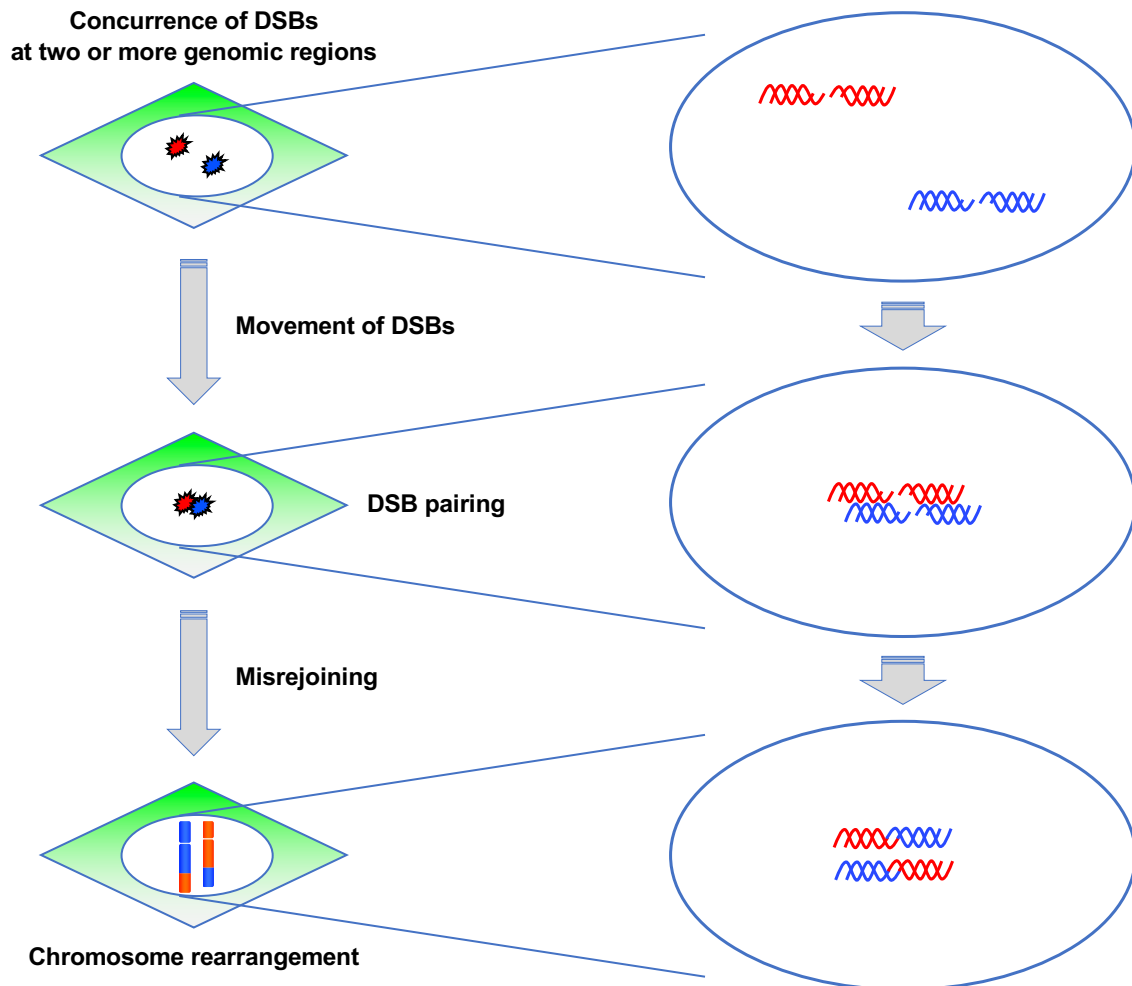 Concurrence of DSBs
at two or more genomic regions
Movement of DSBs
DSB pairing
Misrejoining
Chromosome rearrangement